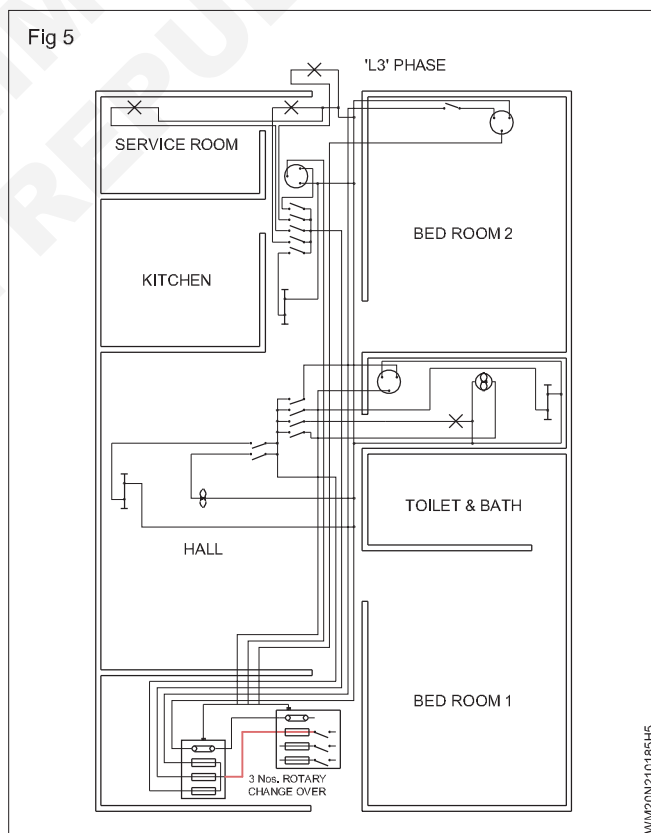 Fig 5
'L3' PHASE
SERVICE ROOM
BED ROOM 2
KITCHEN
TOILET & BATH
HALL
BED ROOM 1
3 Nos. ROTARY
CHANGE OVER